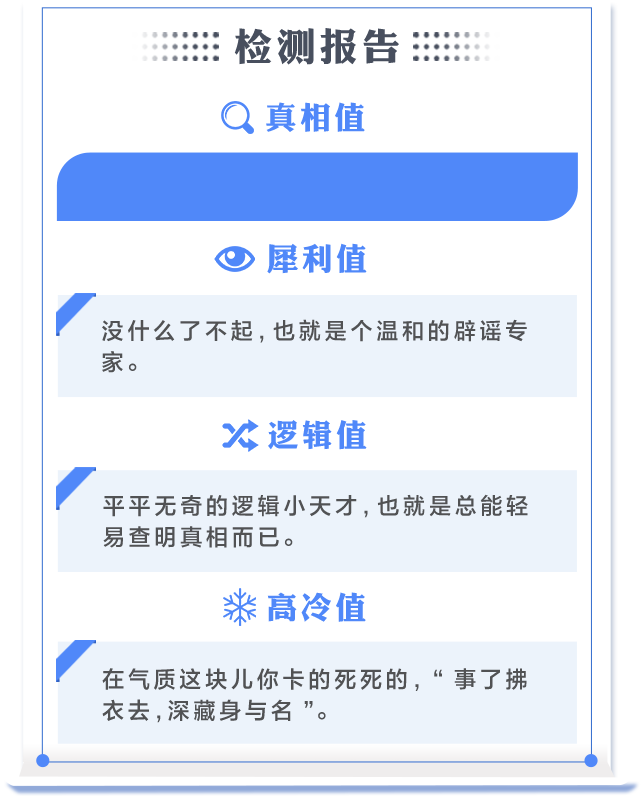 检测报告
真相值
犀利值
没什么了不起,也就是个温和的辟谣专
家。
逻辑值
平平无奇的逻辑小天才,也就是总能轻
易查明真相而已。
高冷值
在气质这块儿你卡的死死的,“事了拂
衣去,深藏身与名”。